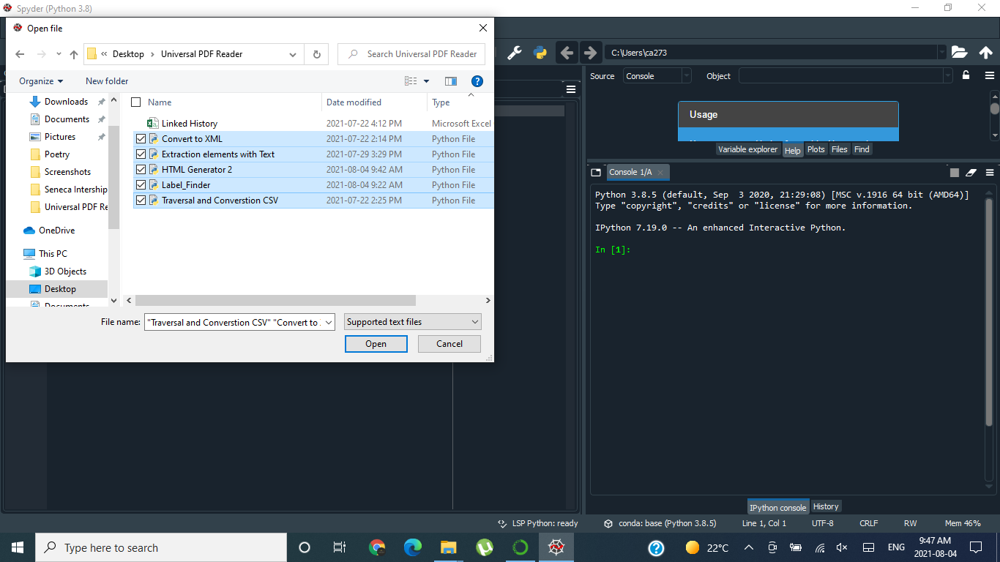 Spyder (Python 3.8)
Open file
« Desktop › Universal PDF Reader
Search Universal PDF Reader
Organize
New folder
Downloads
Documents
Pictures
Poetry
Screenshots
Seneca Intership
Universal PDF Re
OneDrive
This PC
3D Objects
Desktop
Documents
Name Date modified Type
Linked History 2021-07-22 4:12 PM Microsoft Excel
Convert to XML 2021-07-22 2:14 PM Python File
Extraction elements with Text 2021-07-29 3:29 PM Python File
HTML Generator 2 2021-08-04 9:42 AM Python File
Label_Finder 2021-08-04 9:22 AM Python File
Traversal and Converstion CSV 2021-07-22 2:25 PM Python File
File name: "Traversal and Converstion CSV" "Convert to
Supported text files
Open
Cancel
C:\Users\ca273
Source Console Object
Usage
Variable explorer Help Plots Files Find
Console 1/A
Python 3.8.5 (default, Sep  3 2020, 21:29:08) [MSC v.1916 64 bit (AMD64)]
Type "copyright", "credits" or "license" for more information.
IPython 7.19.0 -- An enhanced Interactive Python.
In [1]:
IPython console History
LSP Python: ready conda: base (Python 3.8.5) Line 1, Col 1 UTF-8 CRLF RW Mem 46%
Type here to search
22°C
ENG
9:47 AM
2021-08-04